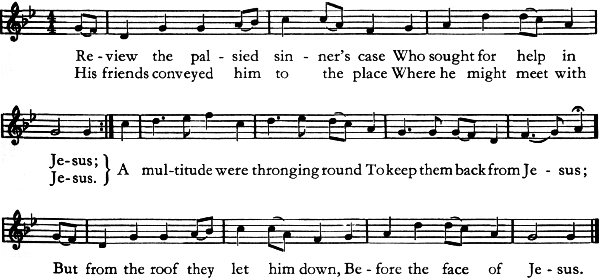 Re - view the pal - sied sin - ner's case Who sought for help in
His friends conveyed him to the place Where he might meet with
Je-sus;
Je-sus. } A mul-titude were thronging round To keep them back from Je - sus;
But from the roof they let him down, Be - fore the face of Je - sus.